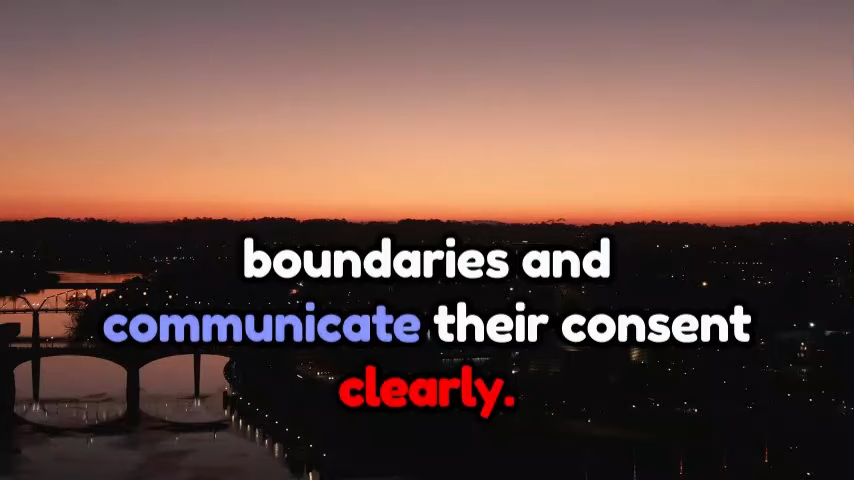 boundaries and
communicate their consent
clearly.